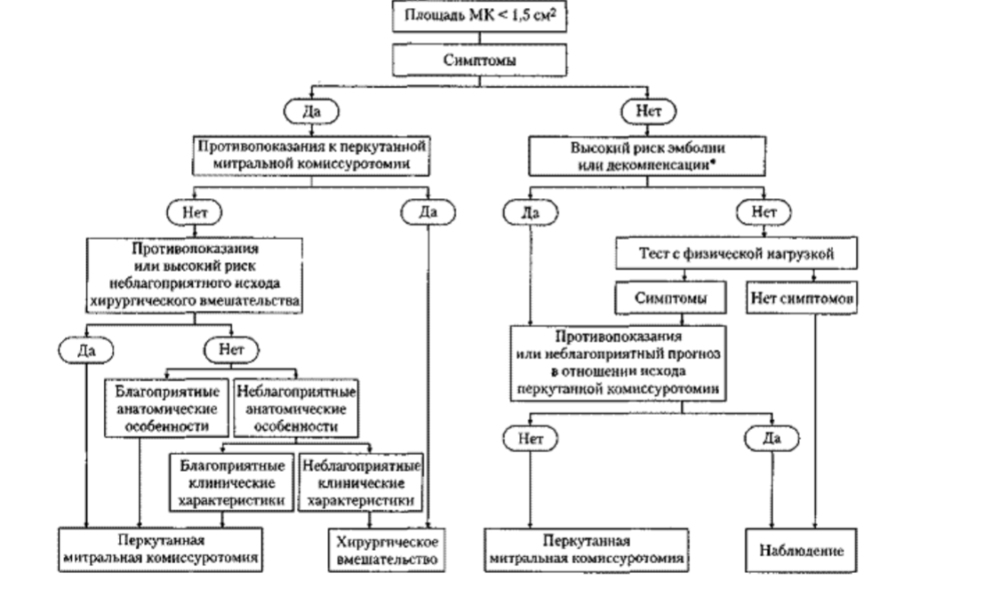 Площадь МК < 1,5 см²
Симптомы
Да
Нет
Противопоказания к перкутанной
митральной комиссуротомии
Высокий риск эмболии
или декомпенсации*
Нет
Да
Да
Нет
Противопоказания
или высокий риск
неблагоприятного исхода
хирургического вмешательства
Тест с физической нагрузкой
Симптомы
Нет симптомов
Да
Нет
Противопоказания
или неблагоприятный прогноз
в отношении исхода
перкутанной комиссуротомии
Благоприятные
анатомические
особенности
Неблагоприятные
анатомические
особенности
Нет
Да
Благоприятные
клинические
характеристики
Неблагоприятные
клинические
характеристики
Перкутанная
митральная комиссуротомия
Хирургическое
вмешательство
Перкутанная
митральная комиссуротомия
Наблюдение